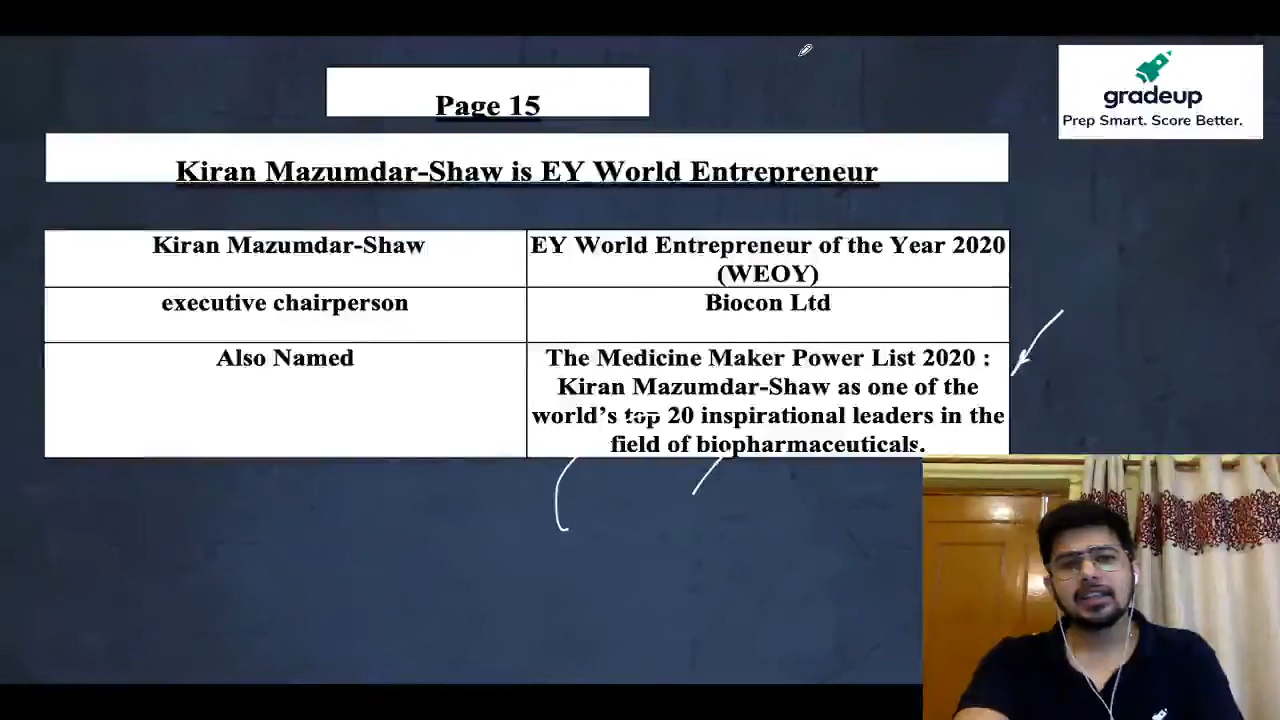 Page 15
gradeup
Prep Smart. Score Better.
Kiran Mazumdar-Shaw is EY World Entrepreneur
Kiran Mazumdar-Shaw
EY World Entrepreneur of the Year 2020
(WEOY)
executive chairperson
Biocon Ltd
Also Named
The Medicine Maker Power List 2020 :
Kiran Mazumdar-Shaw as one of the
world's top 20 inspirational leaders in the
field of biopharmaceuticals.